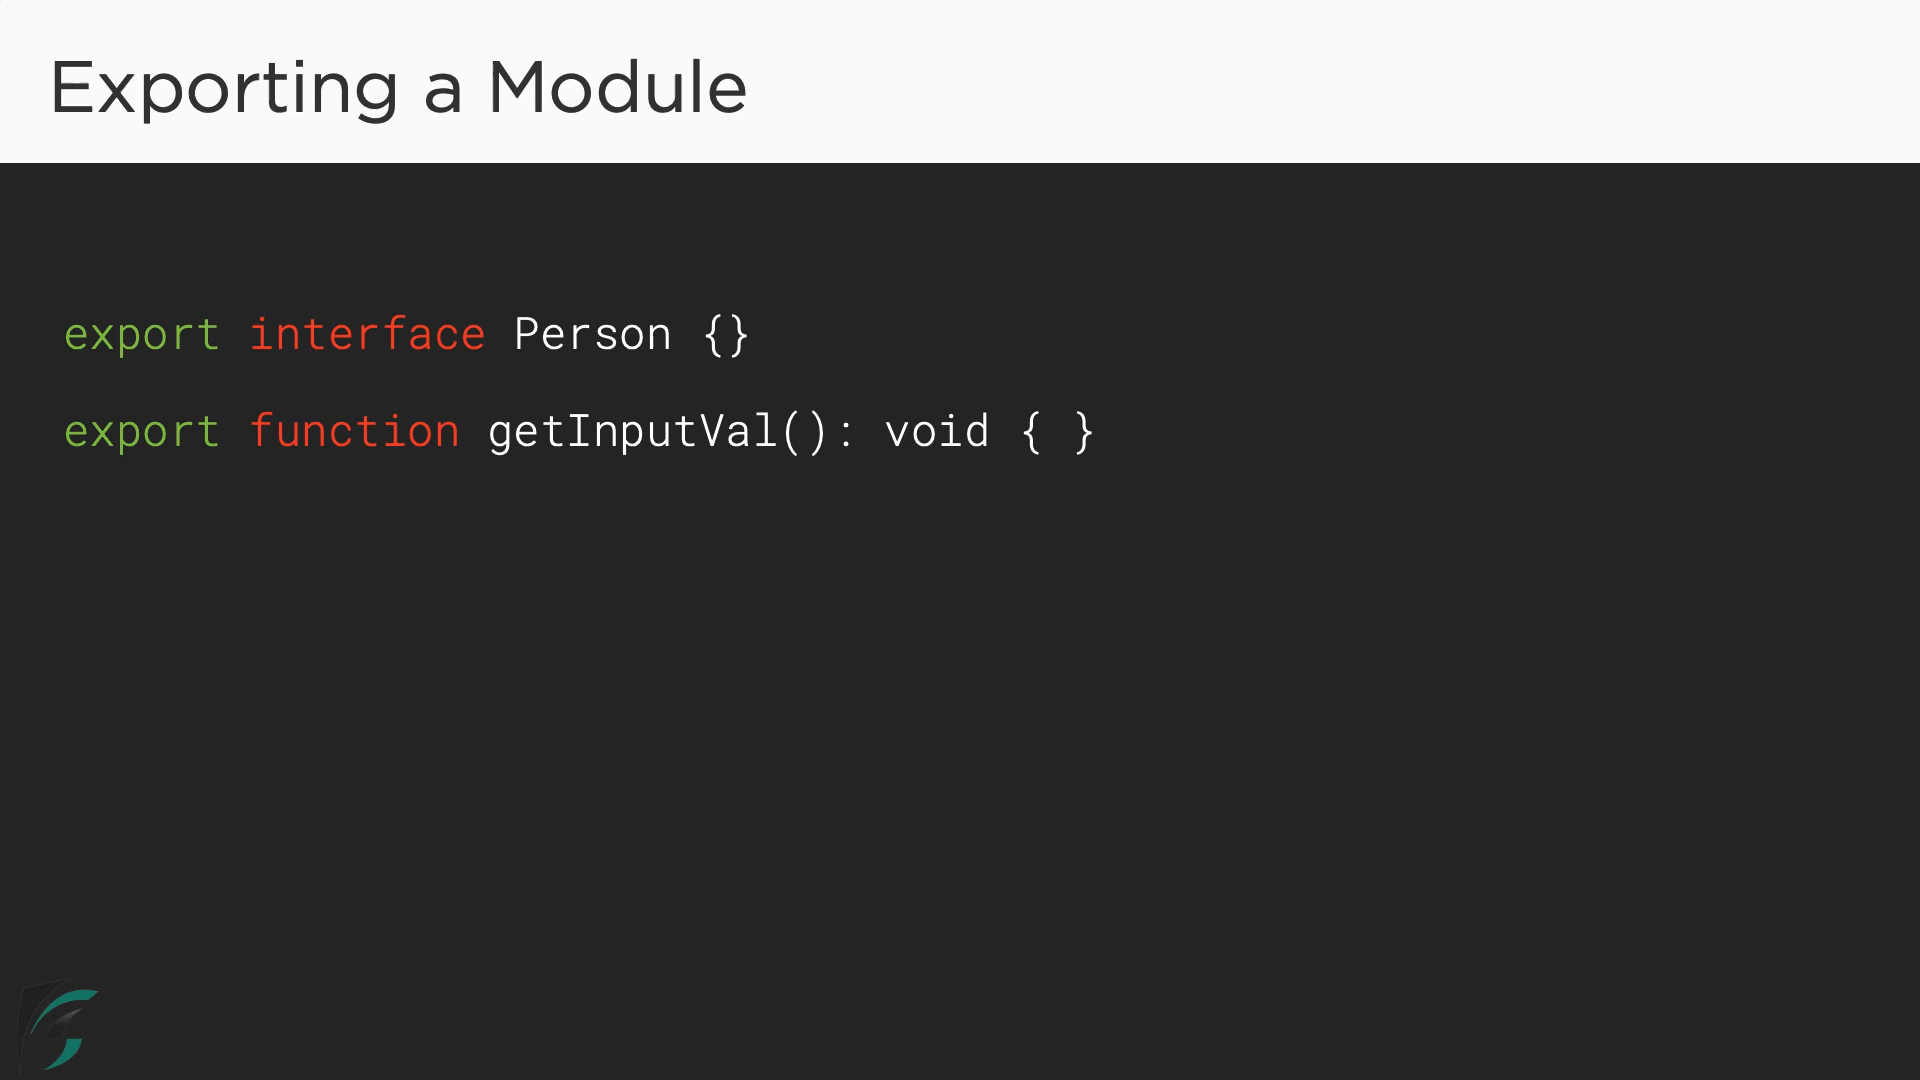 Exporting a Module
export interface Person {}
export function getInputVal(): void { }